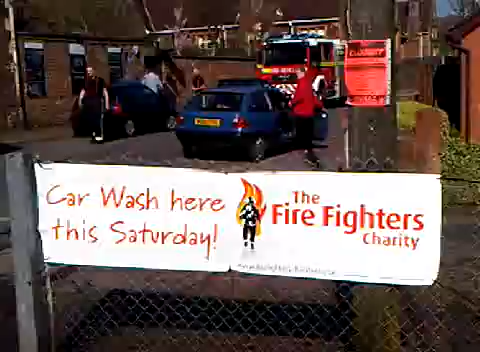 Car Wash here
this Saturday!
The
Fire Fighters
Charity